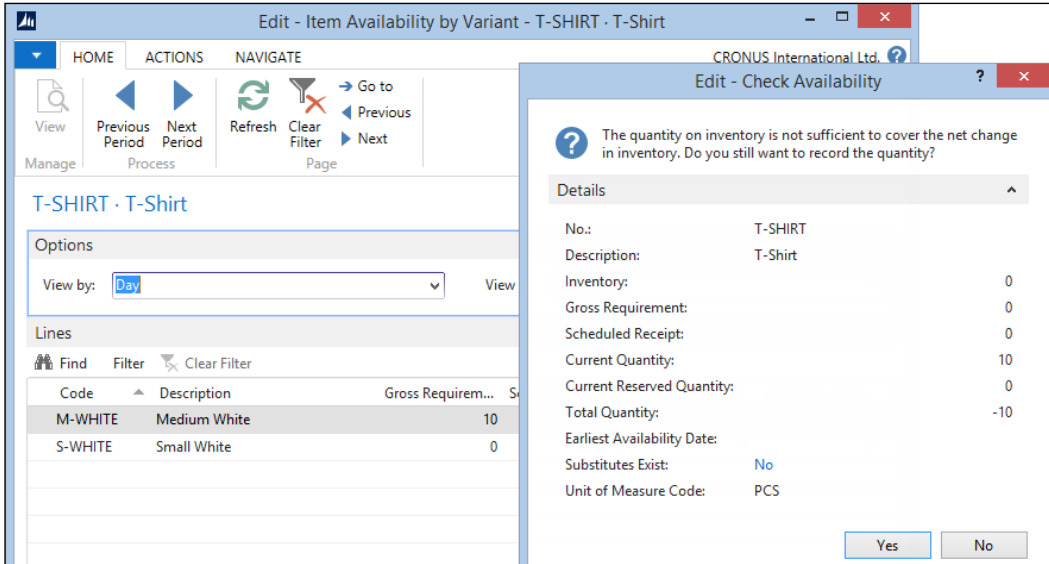 Edit - Item Availability by Variant - T-SHIRT · T-Shirt
HOME ACTIONS NAVIGATE
CRONUS International Ltd.
View
Previous Period
Next Period
Refresh
Clear Filter
Go to
Previous
Next
Manage Process Page
T-SHIRT · T-Shirt
Options
View by: Day View
Lines
Find Filter Clear Filter
Code Description Gross Requirem...
M-WHITE Medium White 10
S-WHITE Small White 0
Edit - Check Availability
?
The quantity on inventory is not sufficient to cover the net change
in inventory. Do you still want to record the quantity?
Details
No.: T-SHIRT
Description: T-Shirt
Inventory: 0
Gross Requirement: 0
Scheduled Receipt: 0
Current Quantity: 10
Current Reserved Quantity: 0
Total Quantity: -10
Earliest Availability Date:
Substitutes Exist: No
Unit of Measure Code: PCS
Yes No